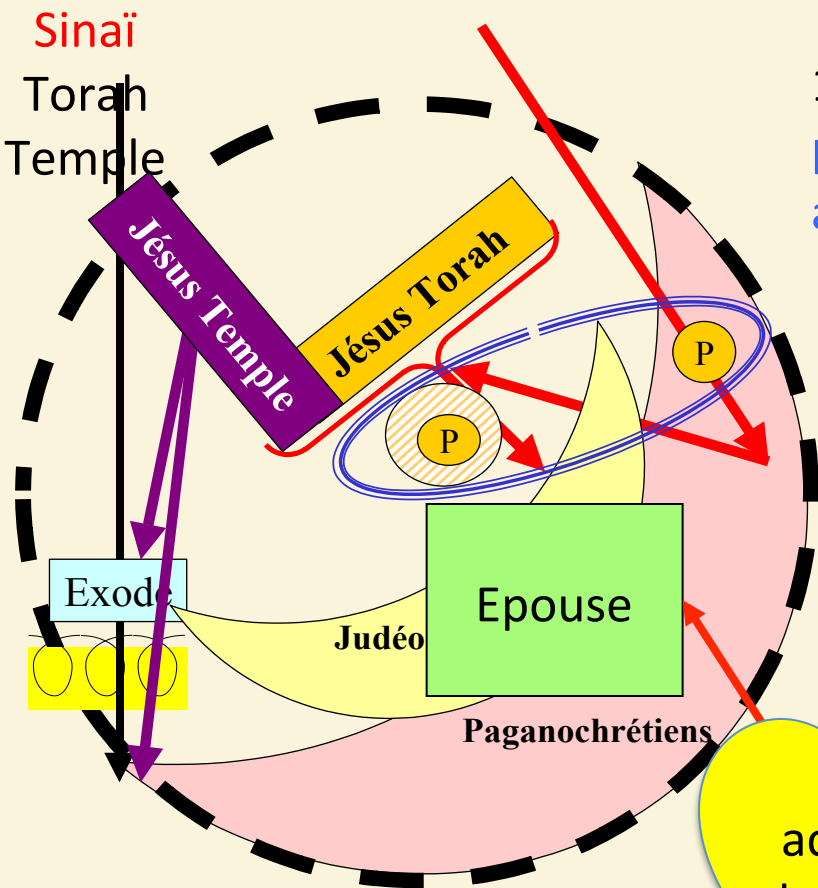 Sinaï
Torah
Temple
Jésus Temple
Jésus Torah
P
P
Exode
Epouse
Judéo
Paganochrétiens